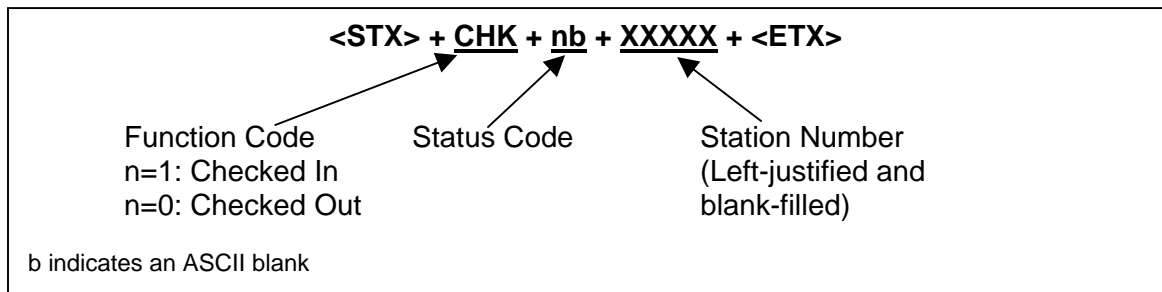 <STX> + CHK + nb + XXXXX + <ETX>
Function Code Status Code Station Number
n=1: Checked In (Left-justified and
n=0: Checked Out blank-filled)
b indicates an ASCII blank